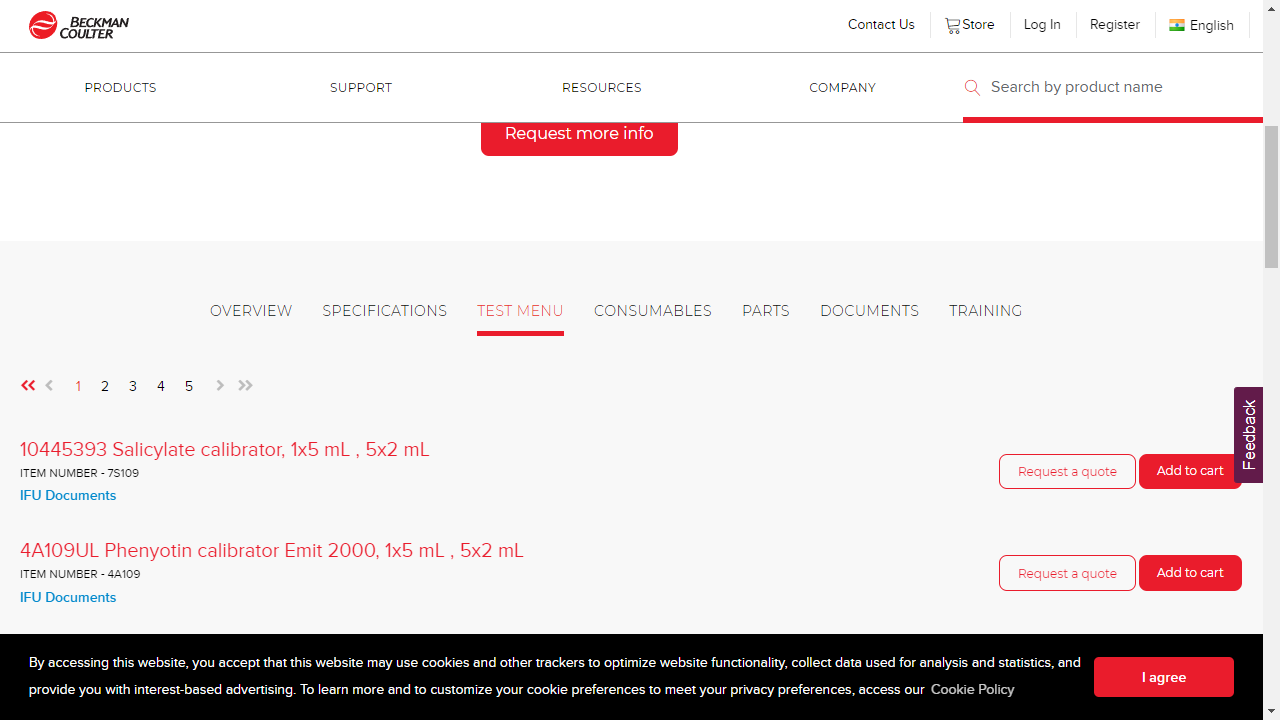 BECKMAN
COULTER
Contact Us
Store
Log In
Register
English
PRODUCTS
SUPPORT
RESOURCES
COMPANY
Search by product name
Request more info
OVERVIEW
SPECIFICATIONS
TEST MENU
CONSUMABLES
PARTS
DOCUMENTS
TRAINING
1 2 3 4 5
Feedback
10445393 Salicylate calibrator, 1x5 mL , 5x2 mL
ITEM NUMBER - 7S109
IFU Documents
Request a quote
Add to cart
4A109UL Phenyotin calibrator Emit 2000, 1x5 mL , 5x2 mL
ITEM NUMBER - 4A109
IFU Documents
Request a quote
Add to cart
By accessing this website, you accept that this website may use cookies and other trackers to optimize website functionality, collect data used for analysis and statistics, and
provide you with interest-based advertising. To learn more and to customize your cookie preferences to meet your privacy preferences, access our Cookie Policy
I agree